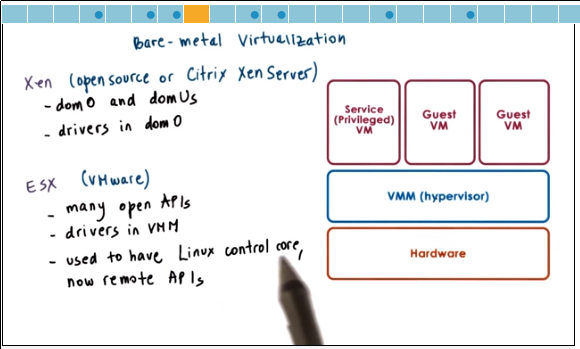 Bare-metal Virtualization
Xen (open source or Citrix XenServer)
- dom0 and domUs
- drivers in dom0
ESX (VMware)
- many open APIs
- drivers in VMM
- used to have Linux control core,
now remote APIs
Service
(Privileged)
VM
Guest
VM
Guest
VM
VMM (hypervisor)
Hardware